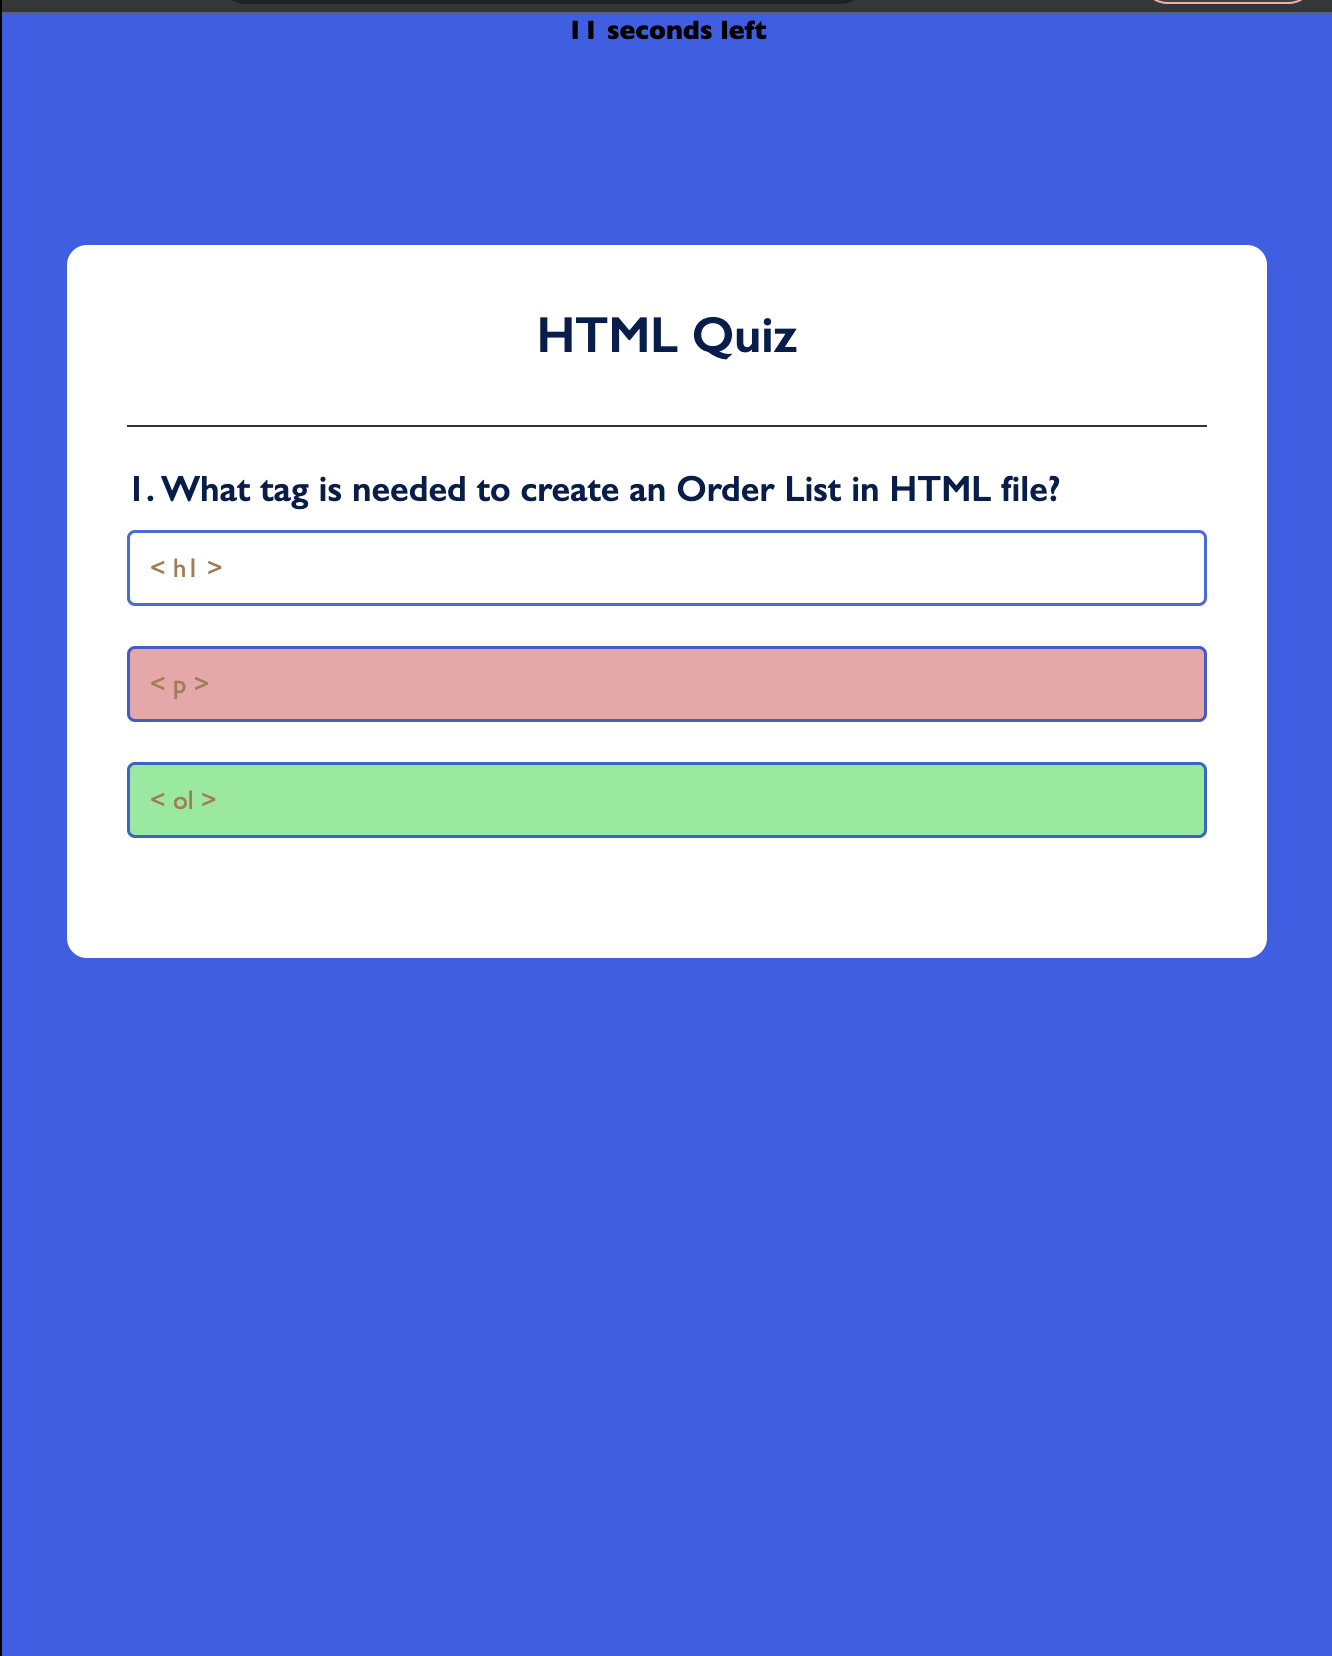 11 seconds left
HTML Quiz
1. What tag is needed to create an Order List in HTML file?
< h1 >
< p >
< ol >